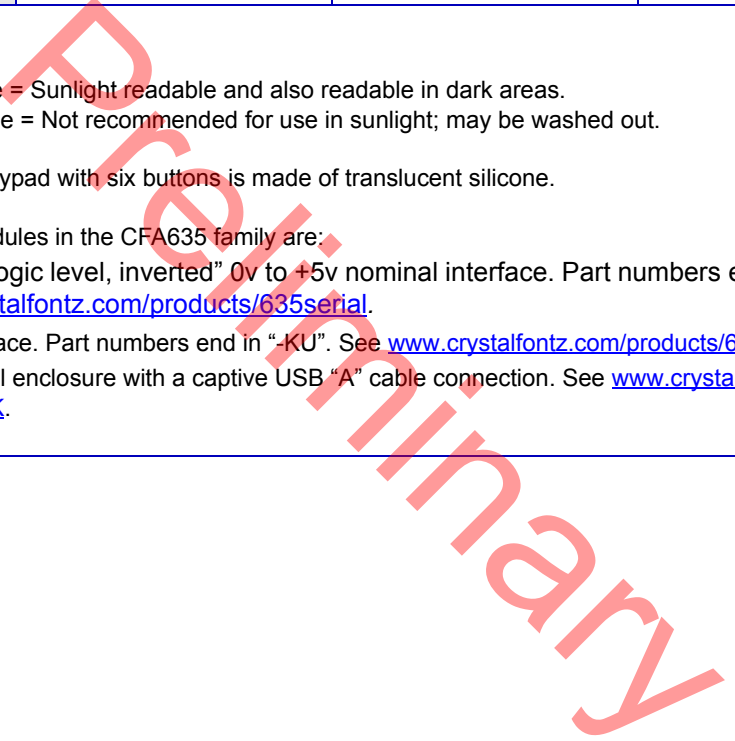 = Sunlight readable and also readable in dark areas.
e = Not recommended for use in sunlight; may be washed out.
ypad with six buttons is made of translucent silicone.
dules in the CFA635 family are:
ogic level, inverted” 0v to +5v nominal interface. Part numbers e
talfontz.com/products/635serial.
ace. Part numbers end in “-KU”. See www.crystalfontz.com/products/6
l enclosure with a captive USB “A” cable connection. See www.crysta
.
Preliminary